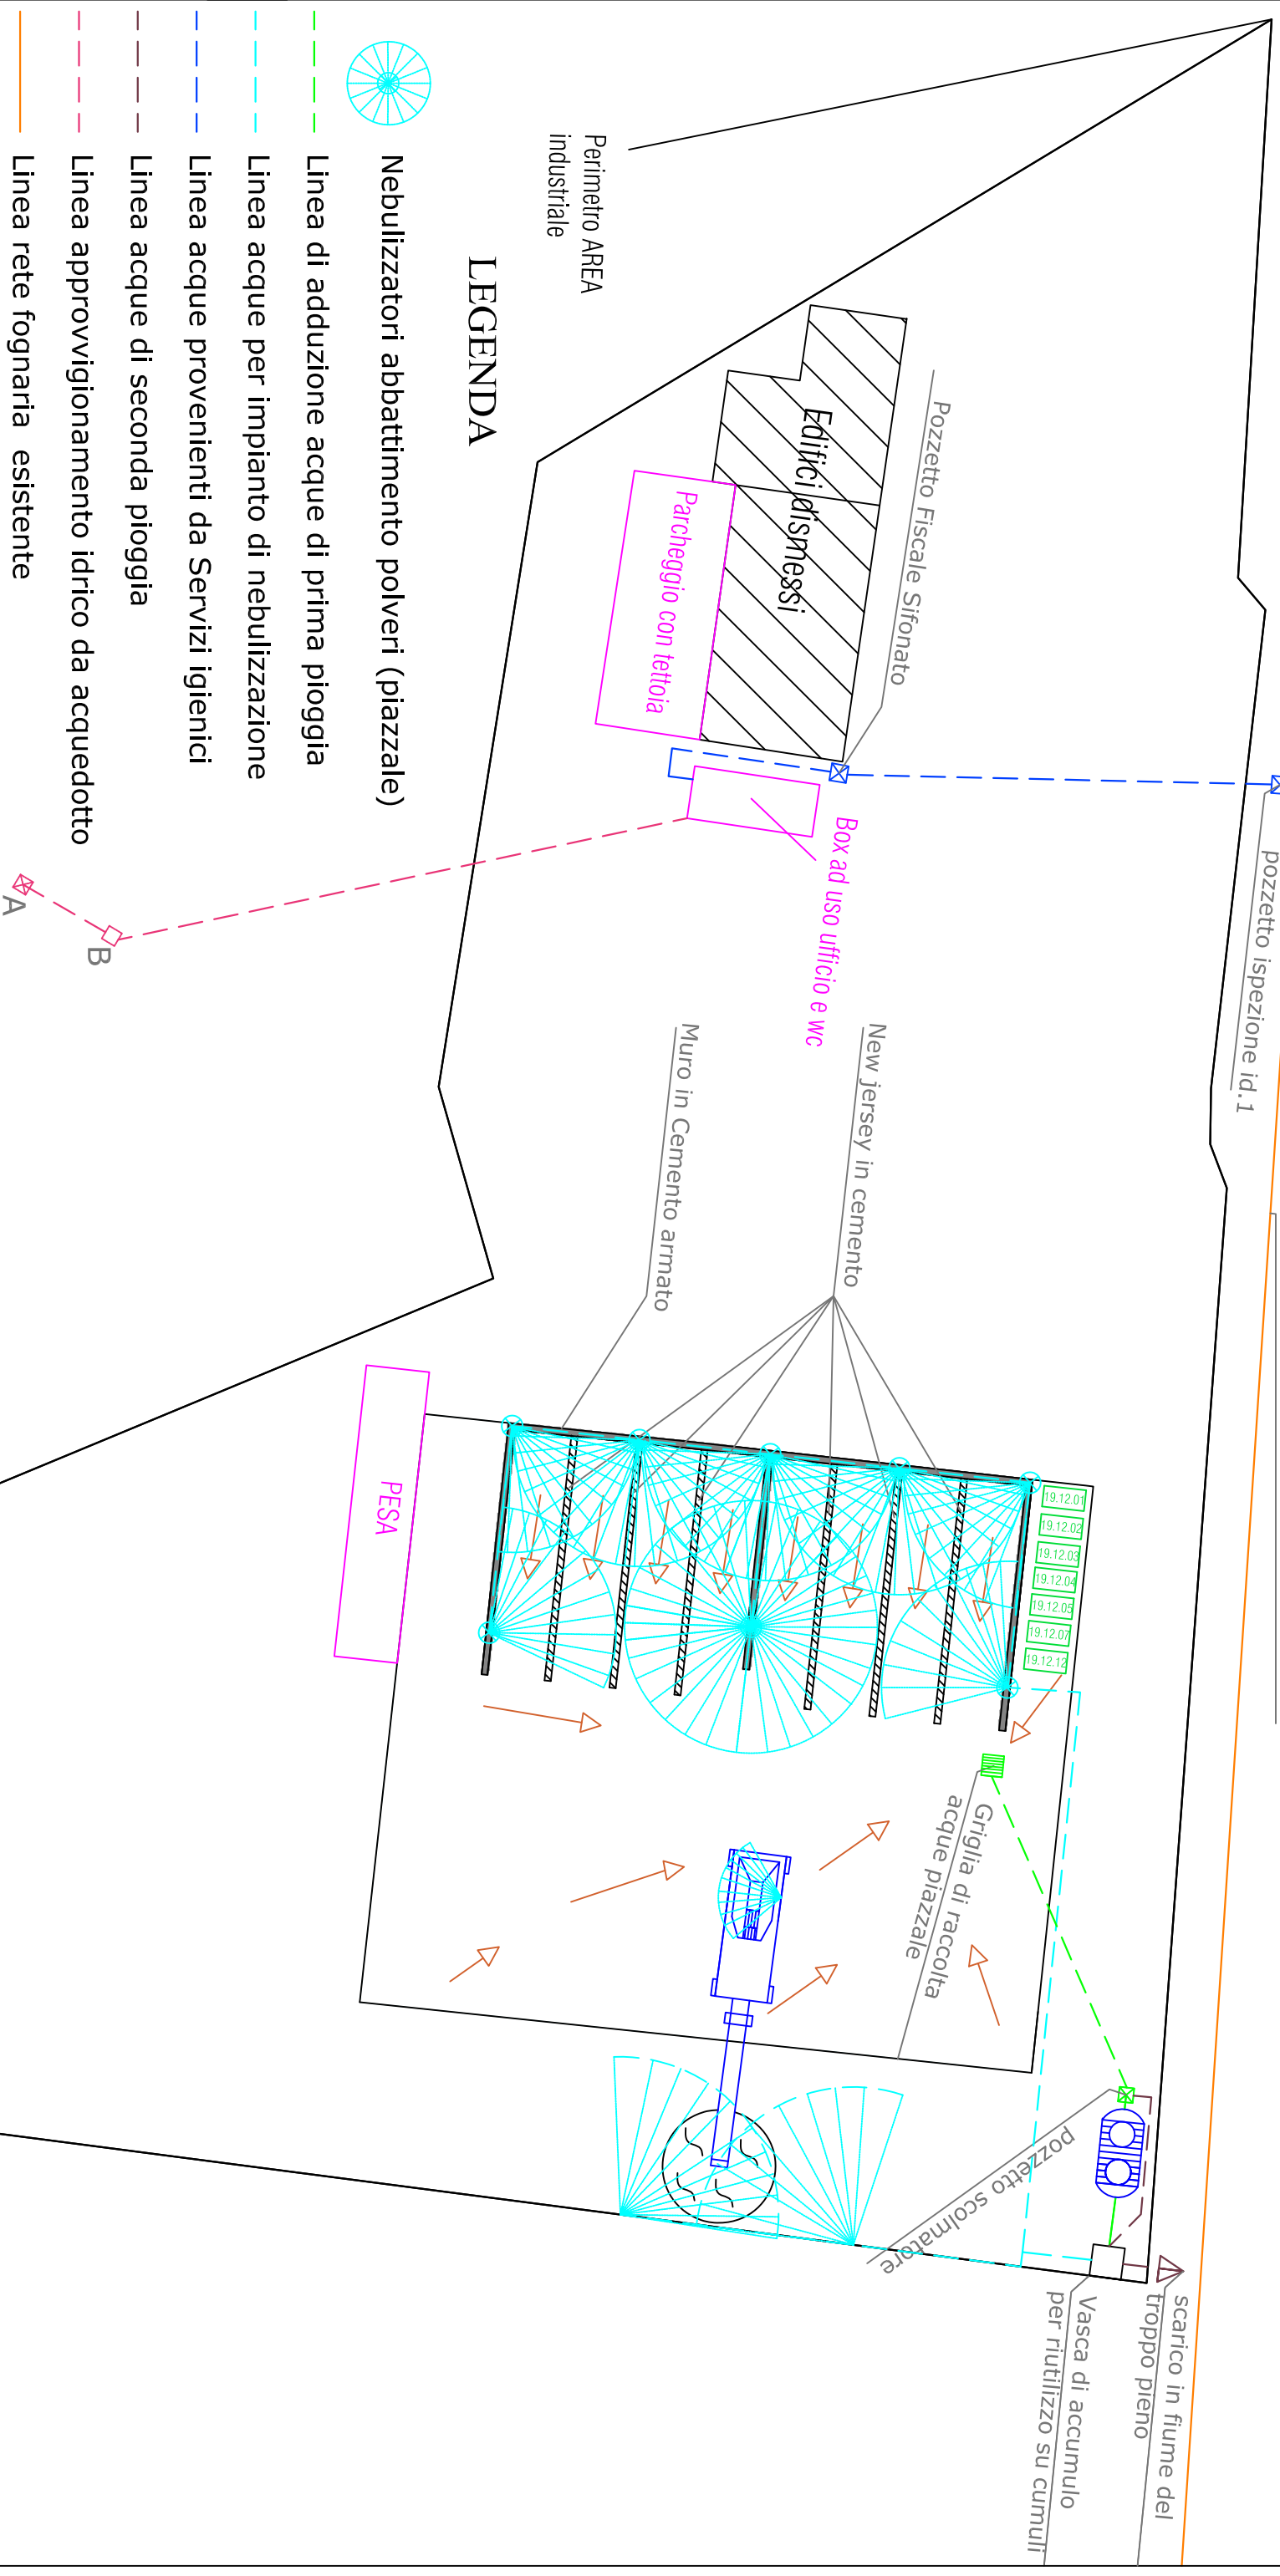 pozzetto ispezione id.1
scarico in fiume del
troppo pieno
Vasca di accumulo
per riutilizzo su cumuli
19.12.01
19.12.02
19.12.03
19.12.04
19.12.05
19.12.07
19.12.12
pozzetto scolmatore
Griglia di raccolta
acque piazzale
Pozzetto Fiscale Sifonato
New jersey in cemento
Edifici dismessi
Box ad uso ufficio e wc
Muro in Cemento armato
Parcheggio con tettoia
Perimetro AREA
industriale
PESA
LEGENDA
Nebulizzatori abbattimento polveri (piazzale)
Linea di adduzione acque di prima pioggia
Linea acque per impianto di nebulizzazione
Linea acque provenienti da Servizi igienici
Linea acque di seconda pioggia
Linea approvvigionamento idrico da acquedotto
Linea rete fognaria esistente
B
A